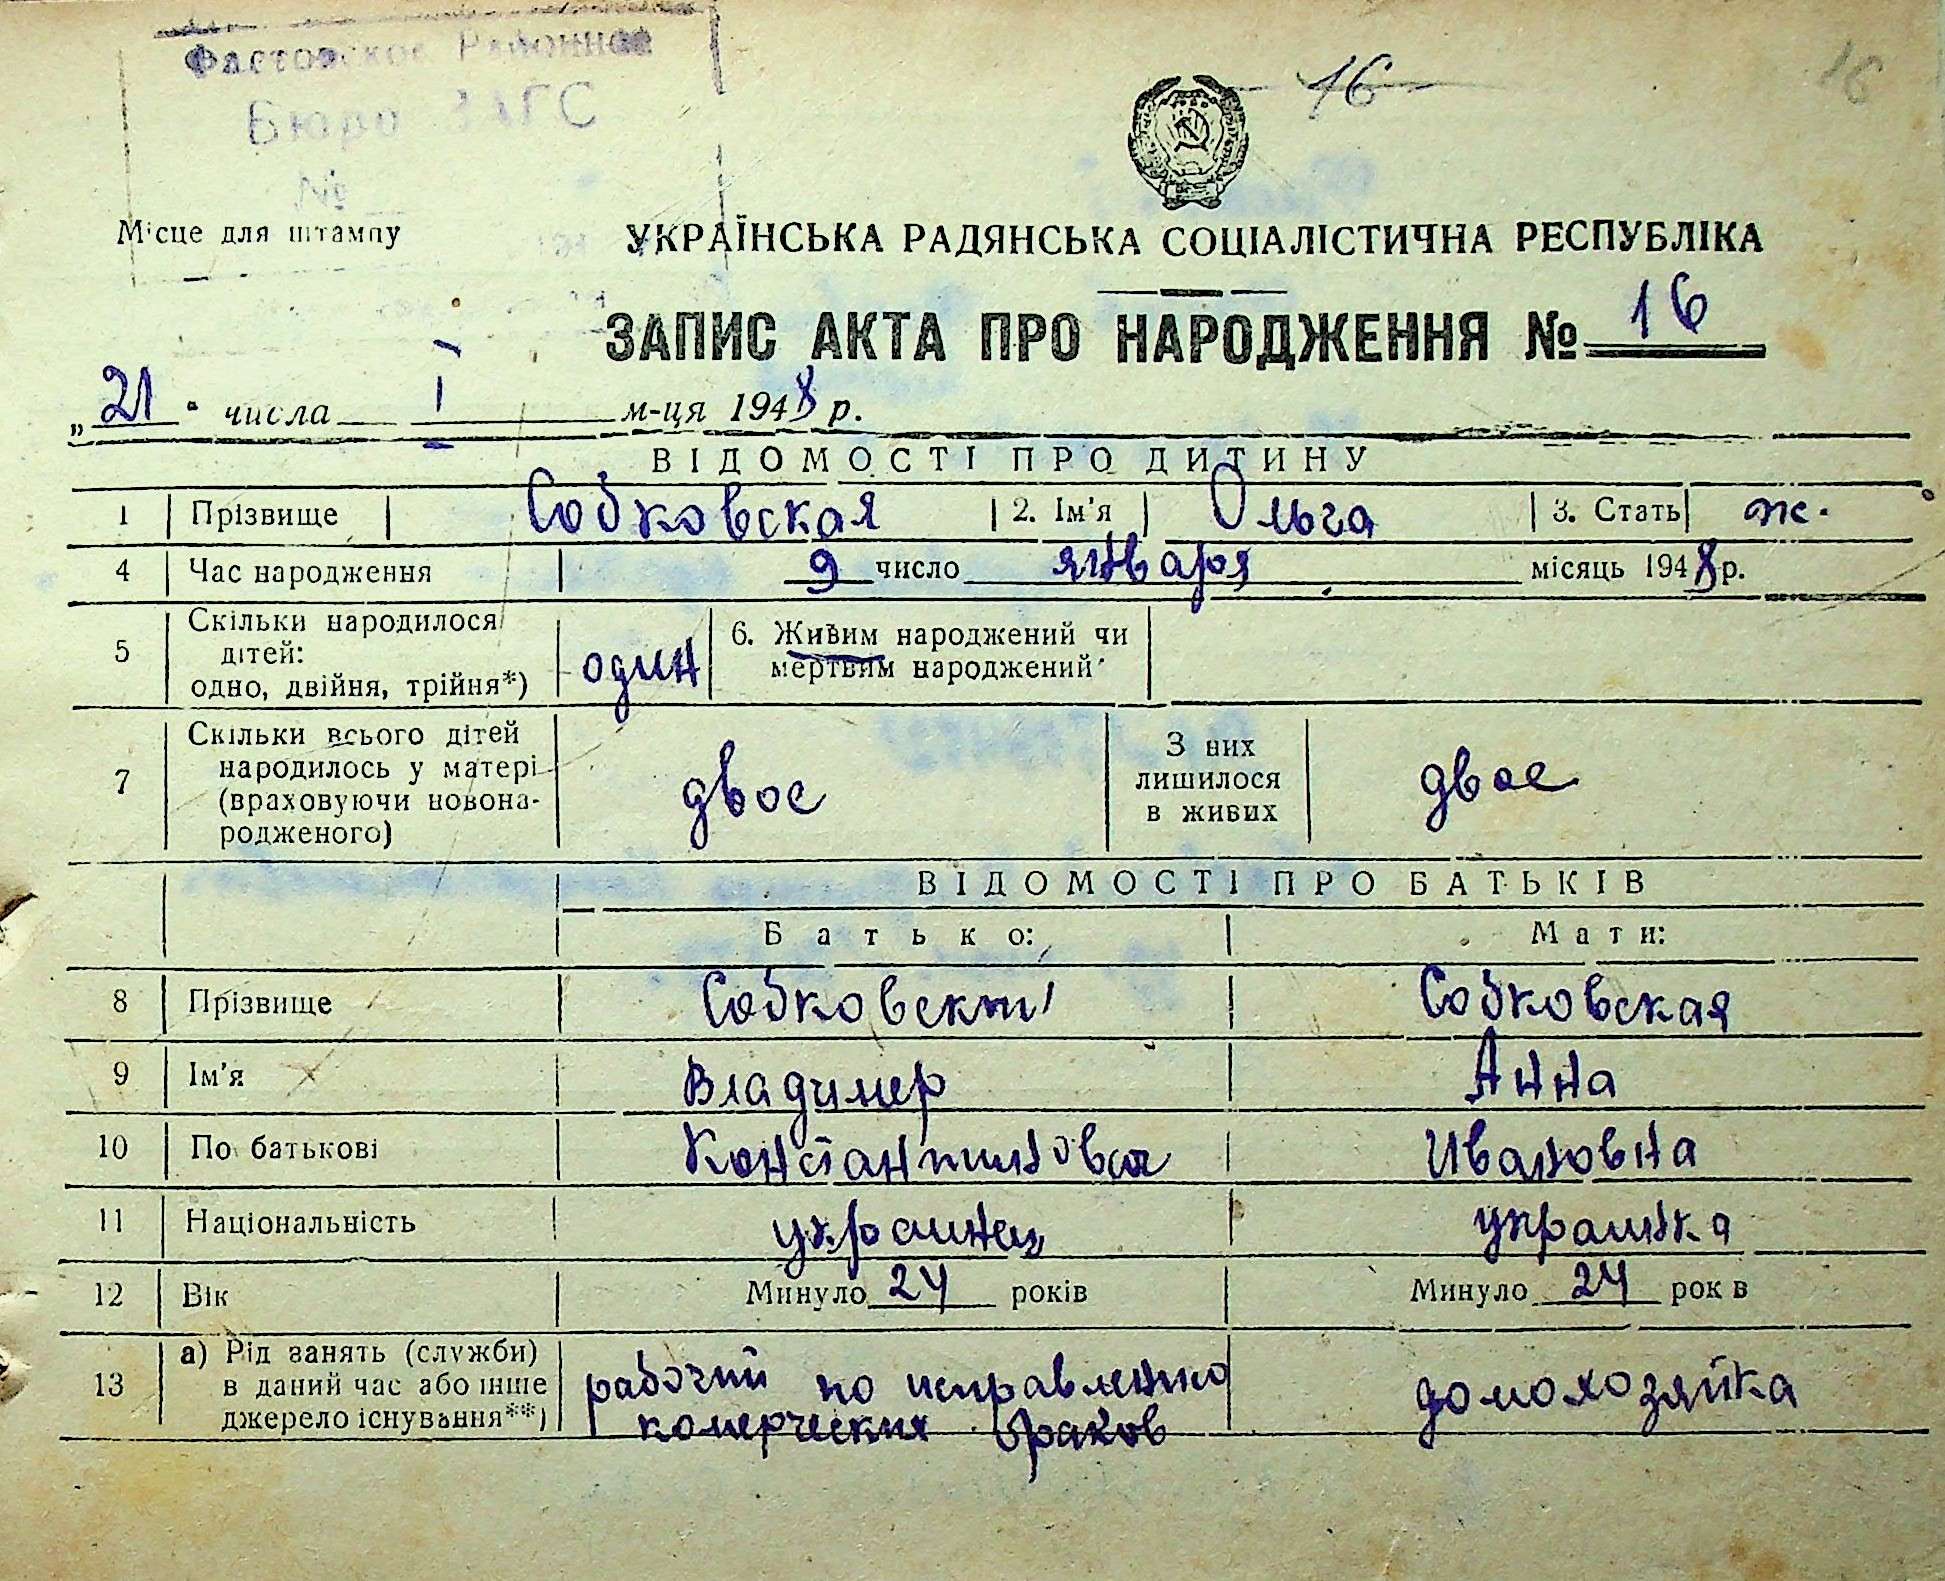 Фастовское Районное
Бюро ЗАГС
№
16
16
Місце для штампу
УКРАЇНСЬКА РАДЯНСЬКА СОЦІАЛІСТИЧНА РЕСПУБЛІКА
ЗАПИС АКТА ПРО НАРОДЖЕННЯ № 16
„21" числа I м-ця 1948 р.
ВІДОМОСТІ ПРО ДИТИНУ
1 Прізвище Собковская 2. Ім'я Ольга 3. Стать ж.
4 Час народження 9 число января місяць 1948 р.
5 Скільки народилося дітей: одно, двійня, трійня*) один 6. Живим народжений чи мертвим народжений
7 Скільки всього дітей народилось у матері (враховуючи новонародженого) двое З них лишилося в живих двое
ВІДОМОСТІ ПРО БАТЬКІВ
Батько: Мати:
8 Прізвище Собковский Собковская
9 Ім'я Владимер Анна
10 По батькові Константинович Ивановна
11 Національність украинец украинка
12 Вік Минуло 24 років Минуло 24 рок в
13 а) Рід занять (служби) в даний час або інше джерело існування**) рабочий по исправлению комерческих браков домохозяйка